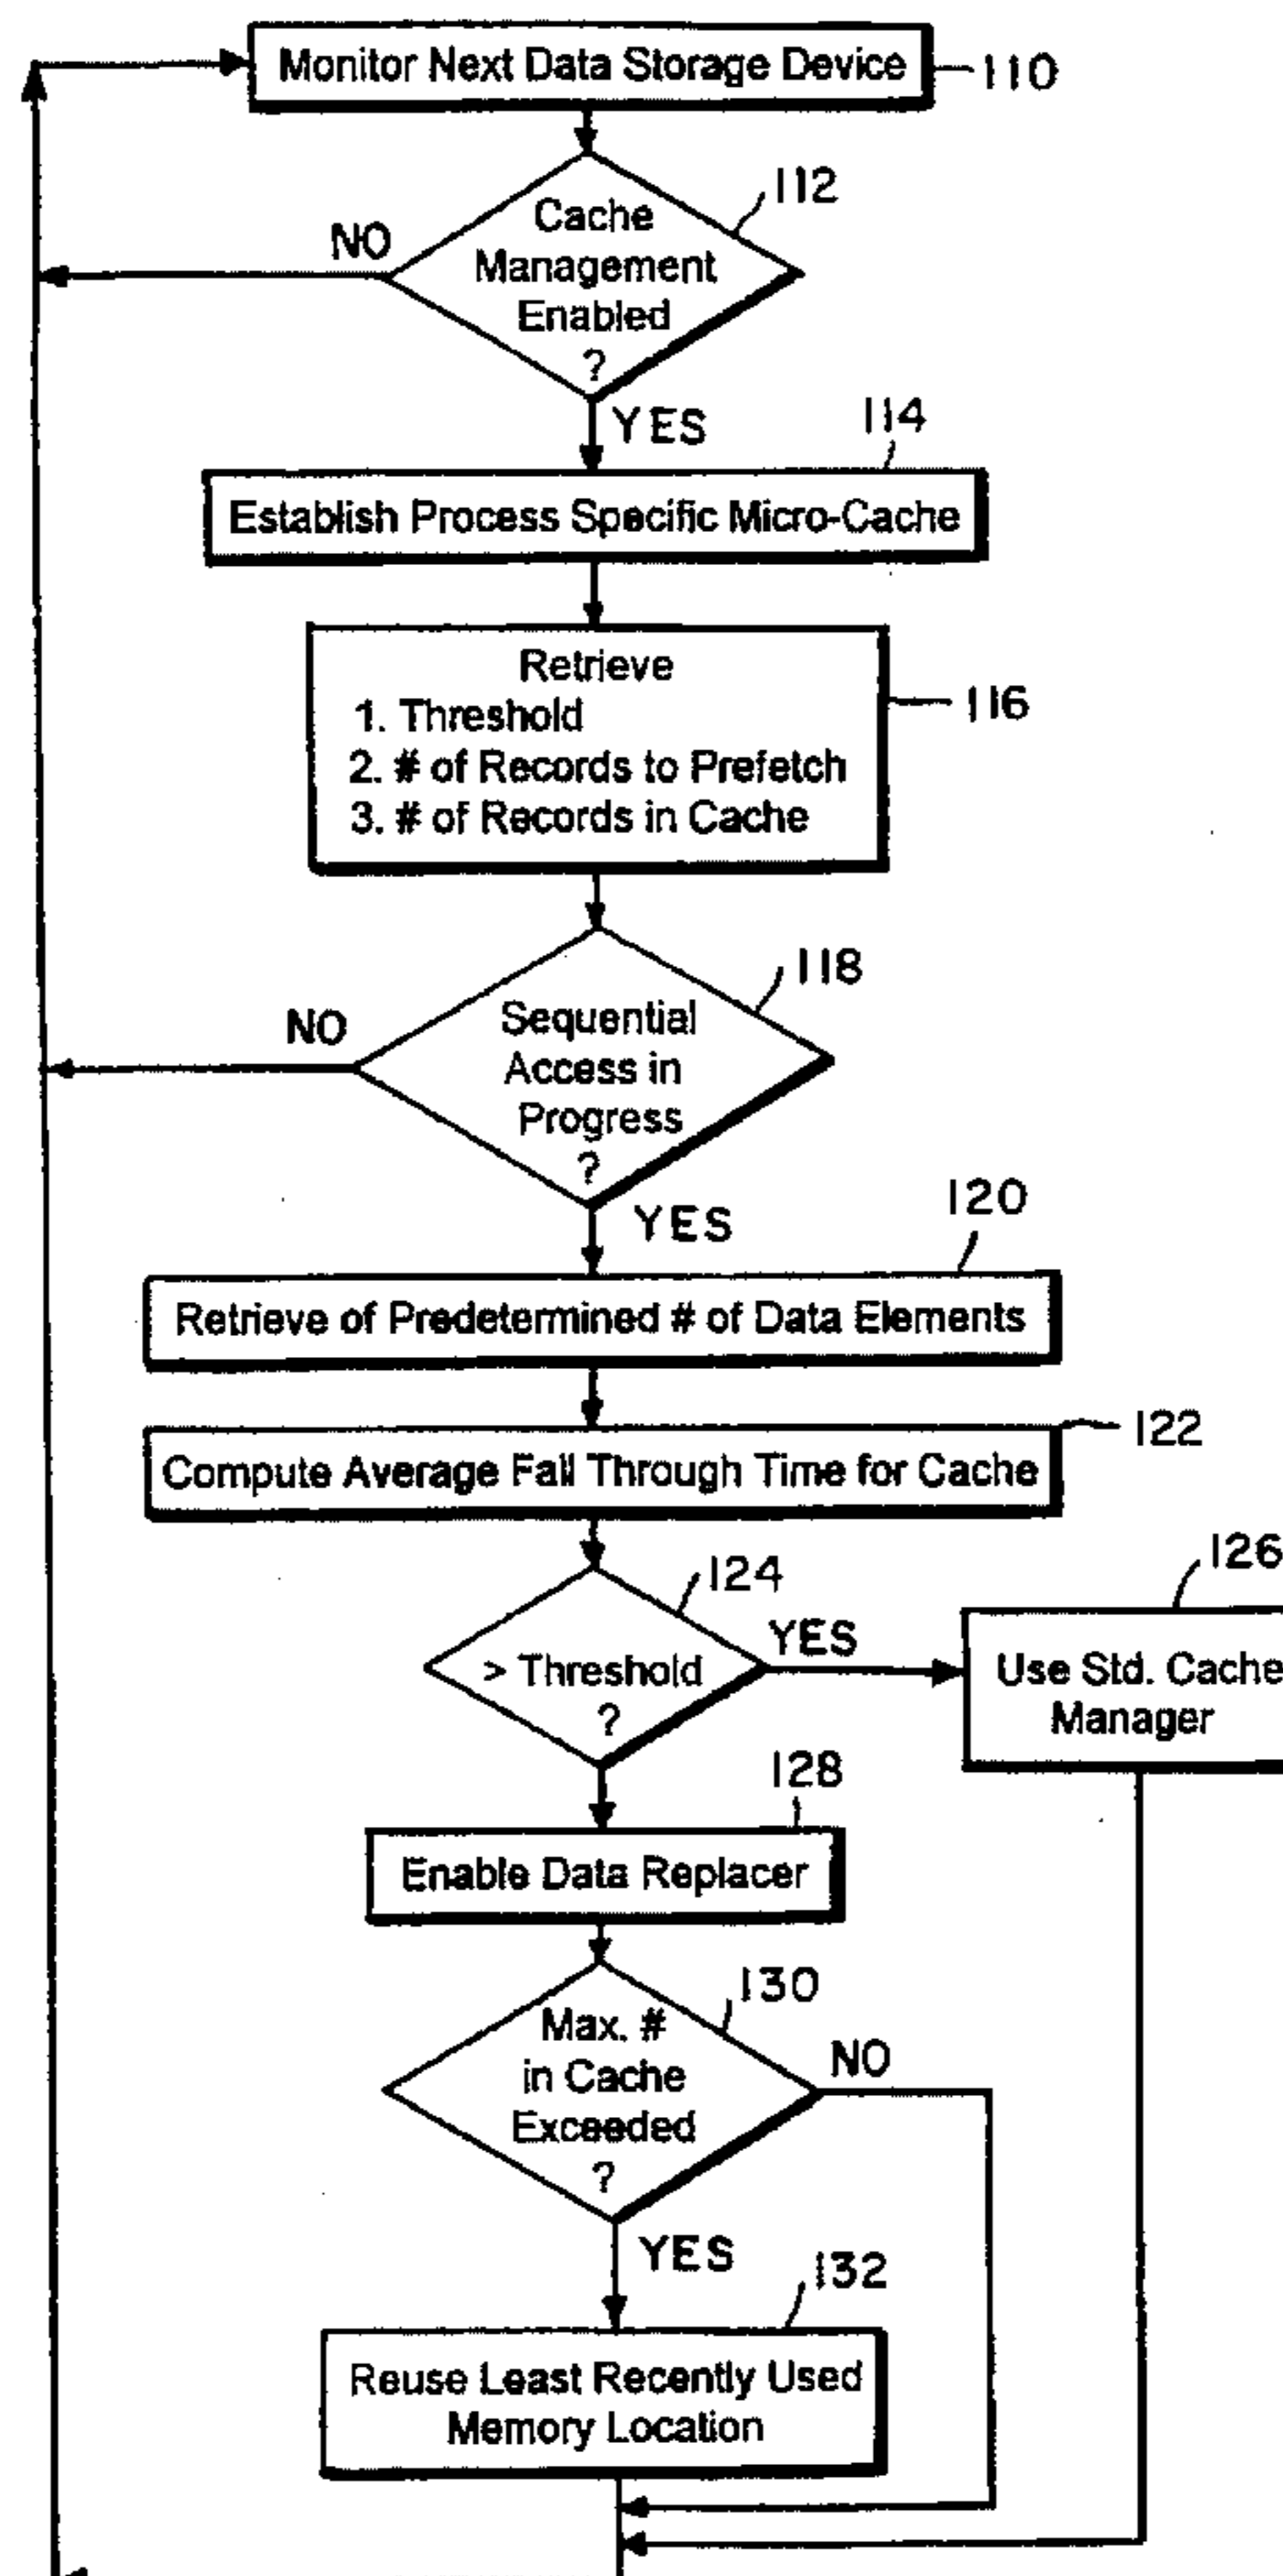 Monitor Next Data Storage Device
110
112
Cache
Management
Enabled
?
NO
YES
114
Establish Process Specific Micro-Cache
Retrieve
1. Threshold
2. # of Records to Prefetch
3. # of Records in Cache
116
118
Sequential
Access in
Progress
?
NO
YES
120
Retrieve of Predetermined # of Data Elements
122
Compute Average Fall Through Time for Cache
124
> Threshold
?
YES
126
Use Std. Cache
Manager
128
Enable Data Replacer
130
Max. #
in Cache
Exceeded
?
NO
YES
132
Reuse Least Recently Used
Memory Location